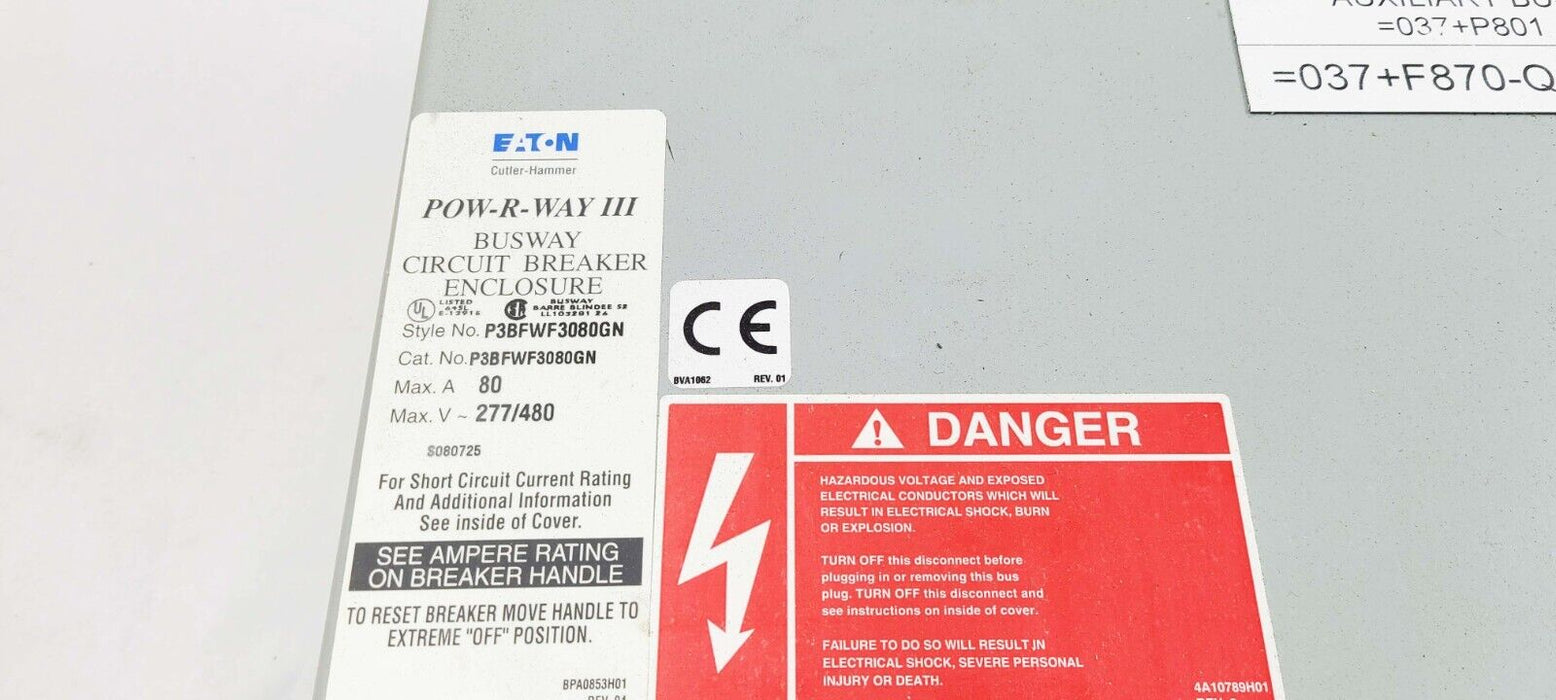 =037+P801
=037+F870-Q
EATON
Cutler-Hammer
POW-R-WAY III
BUSWAY
CIRCUIT BREAKER
ENCLOSURE
UL LISTED
BUSWAY
BARRE BLINDEE
Style No. P3BFWF3080GN
Cat. No. P3BFWF3080GN
Max. A 80
Max. V ~ 277/480
S080725
For Short Circuit Current Rating
And Additional Information
See inside of Cover.
SEE AMPERE RATING
ON BREAKER HANDLE
TO RESET BREAKER MOVE HANDLE TO
EXTREME "OFF" POSITION.
BPA0853H01
CE
BVA1062 REV. 01
DANGER
HAZARDOUS VOLTAGE AND EXPOSED
ELECTRICAL CONDUCTORS WHICH WILL
RESULT IN ELECTRICAL SHOCK, BURN
OR EXPLOSION.
TURN OFF this disconnect before
plugging in or removing this bus
plug. TURN OFF this disconnect and
see instructions on inside of cover.
FAILURE TO DO SO WILL RESULT IN
ELECTRICAL SHOCK, SEVERE PERSONAL
INJURY OR DEATH.
4A10789H01